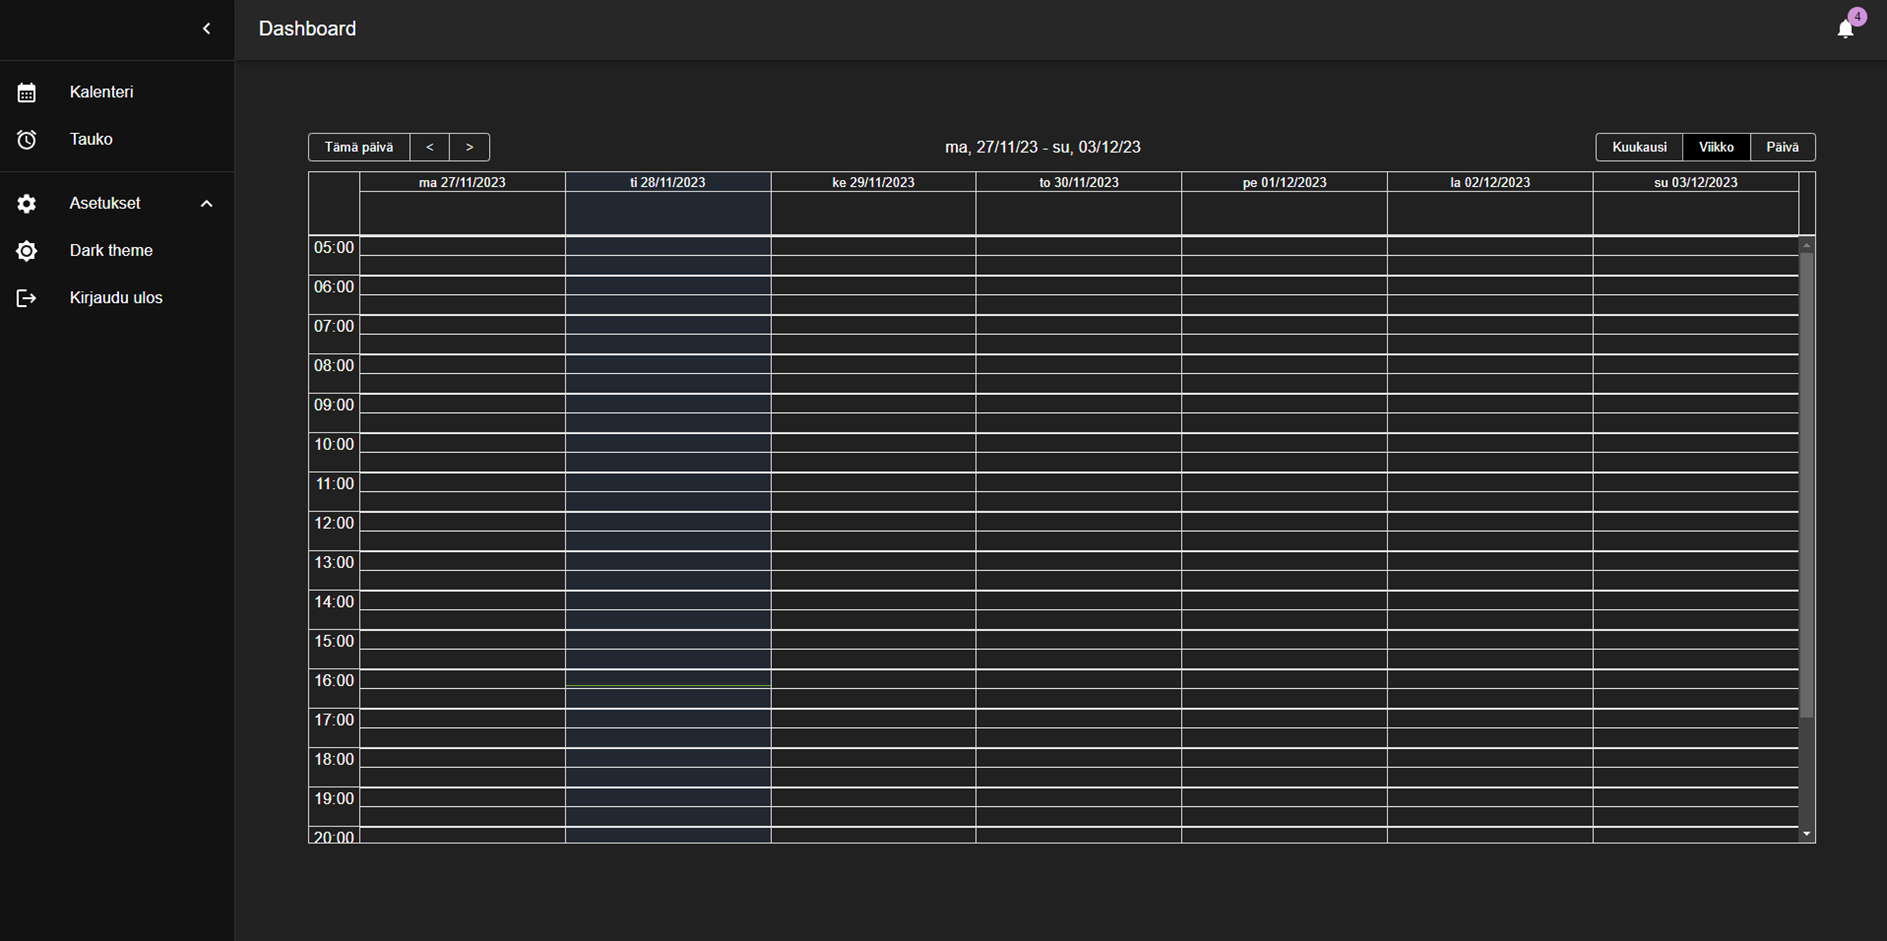 Dashboard
4
Kalenteri
Tauko
Asetukset
Dark theme
Kirjaudu ulos
Tämä päivä < >
ma, 27/11/23 - su, 03/12/23
Kuukausi Viikko Päivä
ma 27/11/2023 ti 28/11/2023 ke 29/11/2023 to 30/11/2023 pe 01/12/2023 la 02/12/2023 su 03/12/2023
05:00
06:00
07:00
08:00
09:00
10:00
11:00
12:00
13:00
14:00
15:00
16:00
17:00
18:00
19:00
20:00